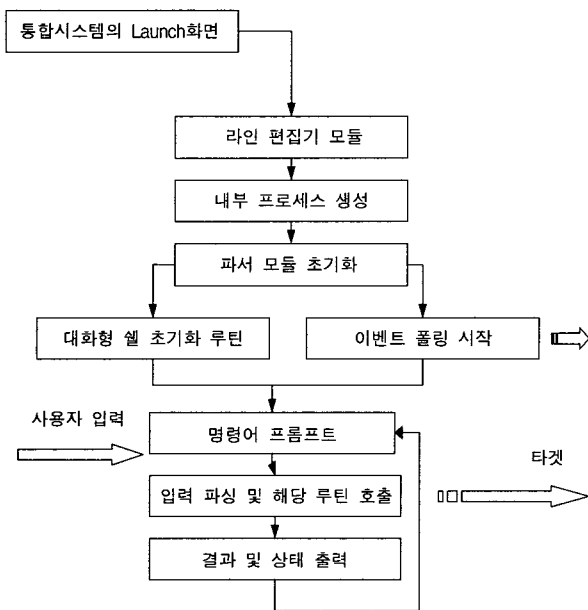 통합시스템의 Launch화면
라인 편집기 모듈
내부 프로세스 생성
파서 모듈 초기화
대화형 쉘 초기화 루틴
이벤트 폴링 시작
사용자 입력
명령어 프롬프트
타겟
입력 파싱 및 해당 루틴 호출
결과 및 상태 출력